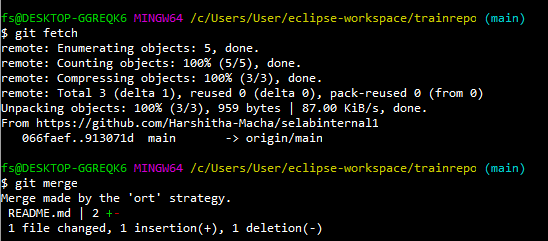 fs@DESKTOP-GGREQK6 MINGW64 /c/Users/User/eclipse-workspace/trainrepo (main)
$ git fetch
remote: Enumerating objects: 5, done.
remote: Counting objects: 100% (5/5), done.
remote: Compressing objects: 100% (3/3), done.
remote: Total 3 (delta 1), reused 0 (delta 0), pack-reused 0 (from 0)
Unpacking objects: 100% (3/3), 959 bytes | 87.00 KiB/s, done.
From https://github.com/Harshitha-Macha/selabinternal1
   066faef..913071d  main       -> origin/main
fs@DESKTOP-GGREQK6 MINGW64 /c/Users/User/eclipse-workspace/trainrepo (main)
$ git merge
Merge made by the 'ort' strategy.
 README.md | 2 +-
 1 file changed, 1 insertion(+), 1 deletion(-)